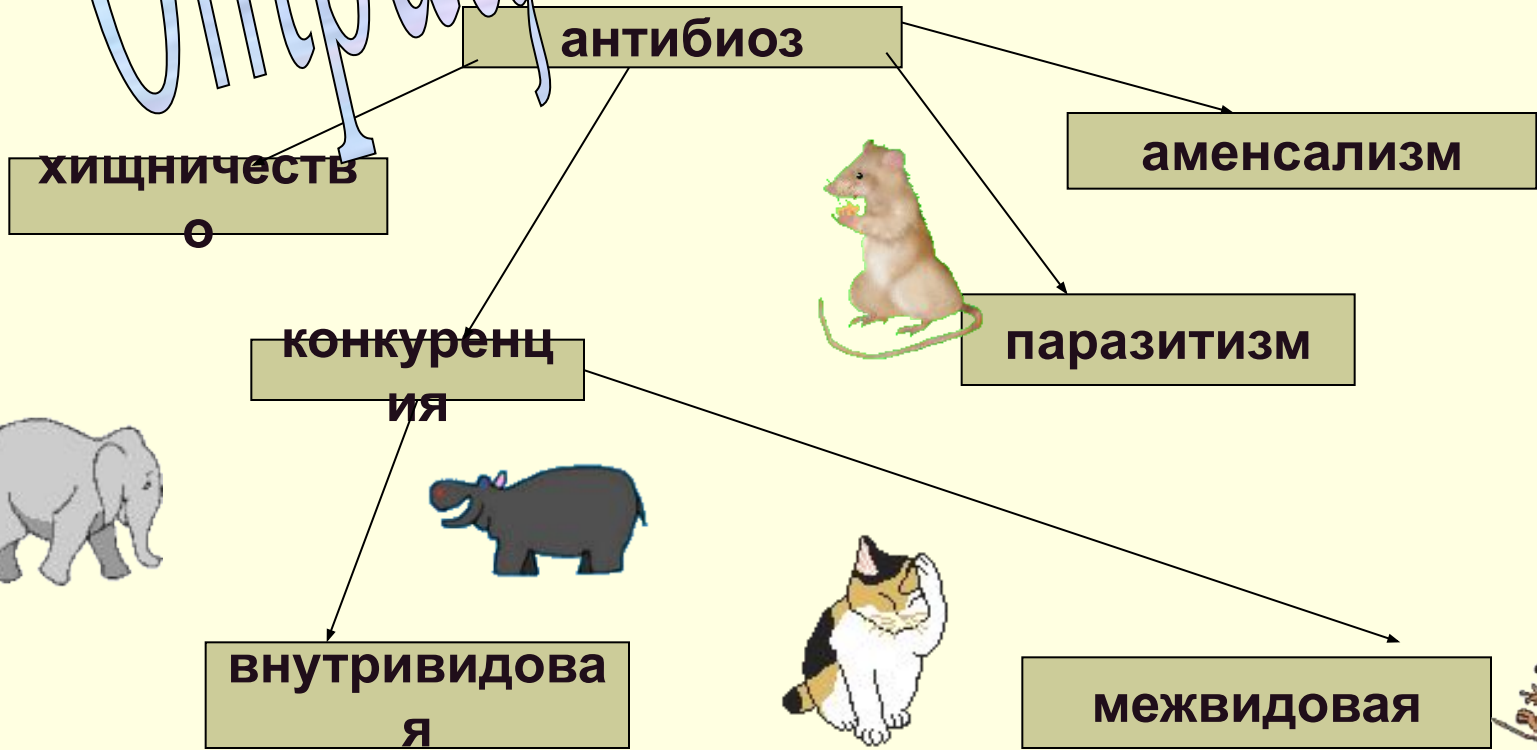 антибиоз
аменсализм
хищничеств
о
конкуренц
ия
паразитизм
внутривидова
я
межвидовая